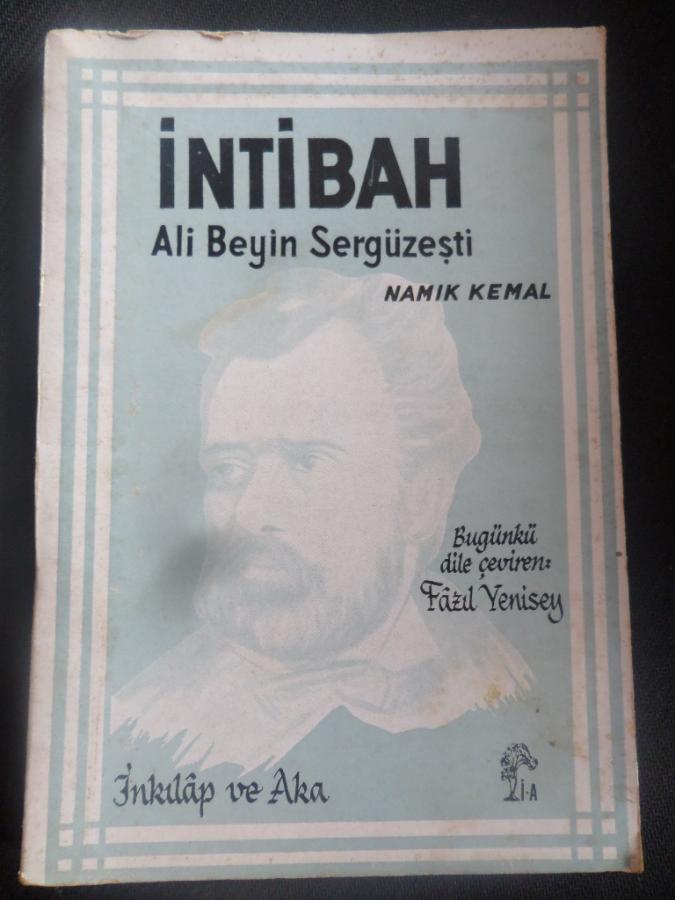 İNTİBAH
Ali Beyin Sergüzeşti
NAMIK KEMAL
Bugünkü
dile çeviren:
Fâzıl Yenisey
İnkılâp ve Aka
İ-A